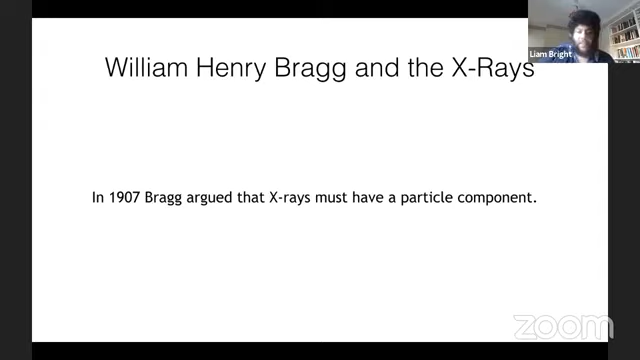 Liam Bright
William Henry Bragg and the X-Rays
In 1907 Bragg argued that X-rays must have a particle component.
zoom